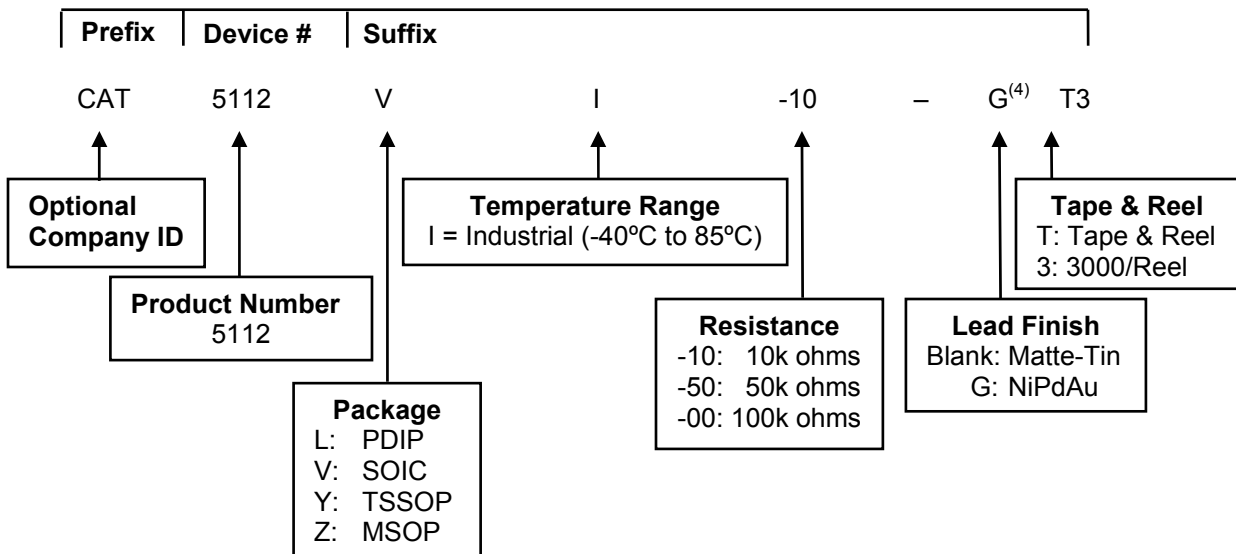 Prefix Device # Suffix
CAT 5112 V I -10 – G(4) T3
Optional
Company ID
Product Number
5112
Package
L: PDIP
V: SOIC
Y: TSSOP
Z: MSOP
Temperature Range
I = Industrial (-40ºC to 85ºC)
Resistance
-10: 10k ohms
-50: 50k ohms
-00: 100k ohms
Lead Finish
Blank: Matte-Tin
G: NiPdAu
Tape & Reel
T: Tape & Reel
3: 3000/Reel